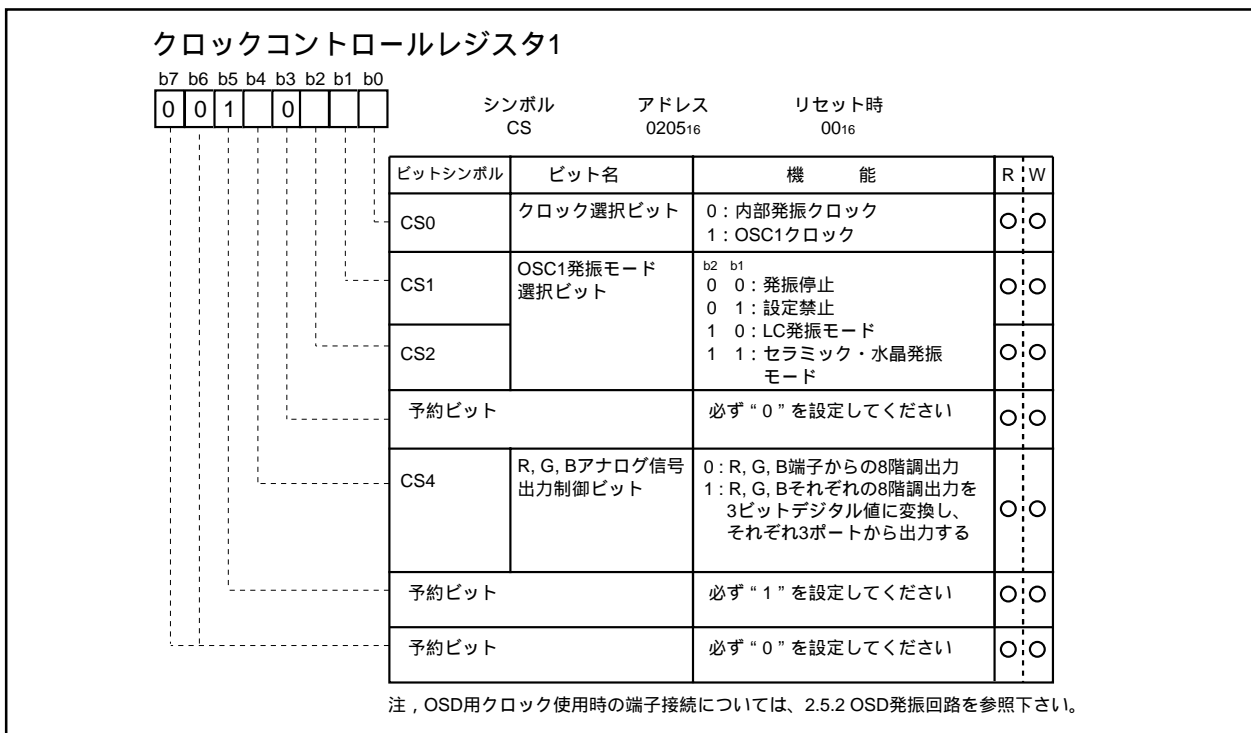 クロックコントロールレジスタ1
b7 b6 b5 b4 b3 b2 b1 b0
0 0 1 0
シンボル アドレス リセット時
CS 020516 0016
ビットシンボル ビット名 機 能 R W
CS0 クロック選択ビット 0：内部発振クロック
1：OSC1クロック
○ ○
CS1 OSC1発振モード
選択ビット
b2 b1
0 0：発振停止
0 1：設定禁止
1 0：LC発振モード
1 1：セラミック・水晶発振
モード
○ ○
CS2 ○ ○
予約ビット 必ず“0”を設定してください ○ ○
CS4 R, G, Bアナログ信号
出力制御ビット
0：R, G, B端子からの8階調出力
1：R, G, Bそれぞれの8階調出力を
3ビットデジタル値に変換し、
それぞれ3ポートから出力する
○ ○
予約ビット 必ず“1”を設定してください ○ ○
予約ビット 必ず“0”を設定してください ○ ○
注，OSD用クロック使用時の端子接続については、2.5.2 OSD発振回路を参照下さい。